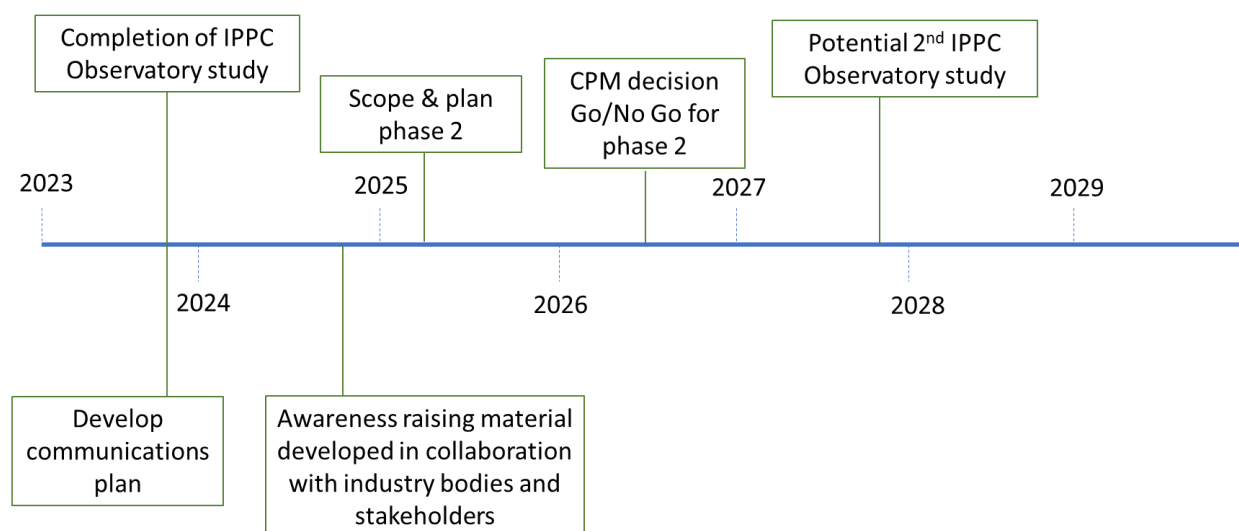 Completion of IPPC
Observatory study
Scope & plan
phase 2
CPM decision
Go/No Go for
phase 2
Potential 2nd IPPC
Observatory study
2023
2025
2027
2029
2024
2026
2028
Develop
communications
plan
Awareness raising material
developed in collaboration
with industry bodies and
stakeholders